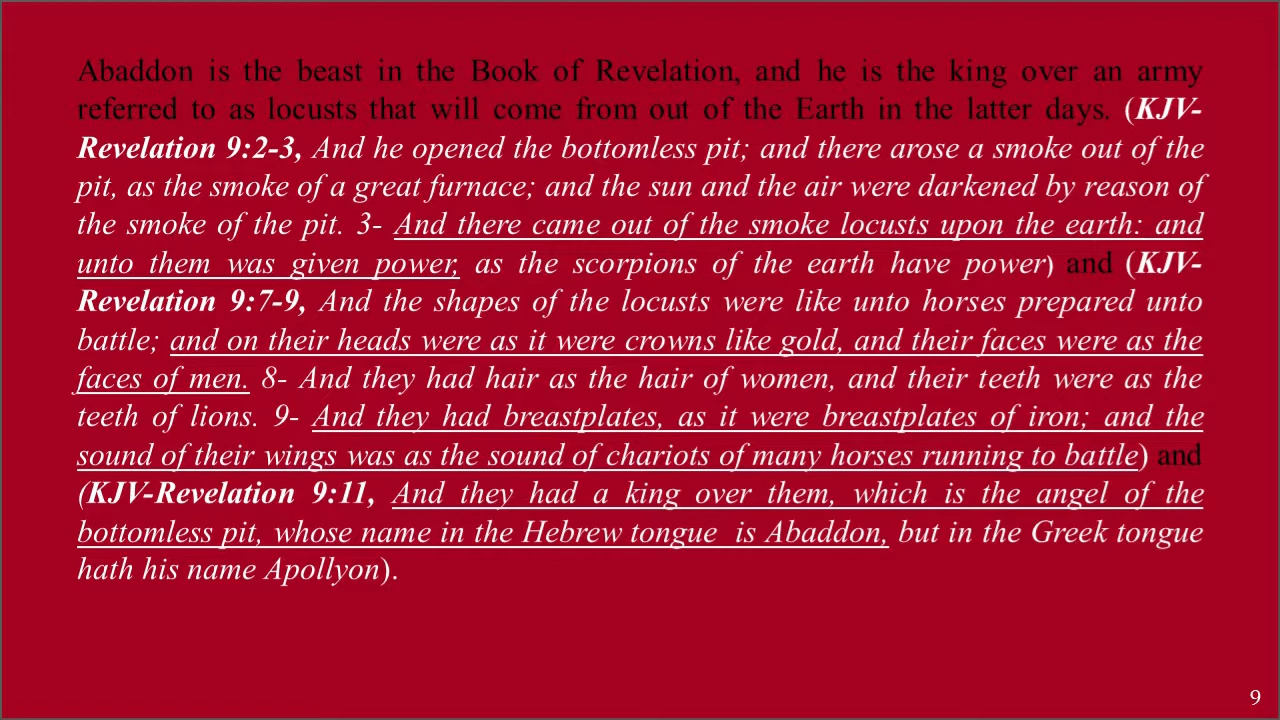 Abaddon is the beast in the Book of Revelation, and he is the king over an army
referred to as locusts that will come from out of the Earth in the latter days. (KJV-
Revelation 9:2-3, And he opened the bottomless pit; and there arose a smoke out of the
pit, as the smoke of a great furnace; and the sun and the air were darkened by reason of
the smoke of the pit. 3- And there came out of the smoke locusts upon the earth: and
unto them was given power, as the scorpions of the earth have power) and (KJV-
Revelation 9:7-9, And the shapes of the locusts were like unto horses prepared unto
battle; and on their heads were as it were crowns like gold, and their faces were as the
faces of men. 8- And they had hair as the hair of women, and their teeth were as the
teeth of lions. 9- And they had breastplates, as it were breastplates of iron; and the
sound of their wings was as the sound of chariots of many horses running to battle) and
(KJV-Revelation 9:11, And they had a king over them, which is the angel of the
bottomless pit, whose name in the Hebrew tongue  is Abaddon, but in the Greek tongue
hath his name Apollyon).
9